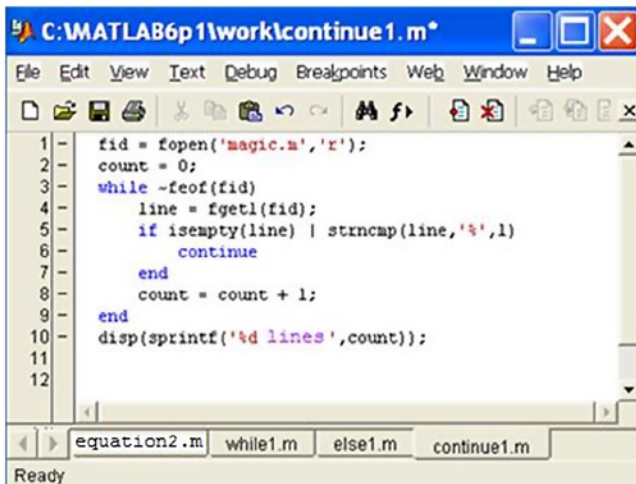 C:\MATLAB6p1\work\continue1.m*
File Edit View Text Debug Breakpoints Web Window Help
1 fid = fopen('magic.m','r');
2 count = 0;
3 while ~feof(fid)
4 line = fgetl(fid);
5 if isempty(line) | strncmp(line,'%',1)
6 continue
7 end
8 count = count + 1;
9 end
10 disp(sprintf('%d lines',count));
11
12
equation2.m while1.m else1.m continue1.m
Ready